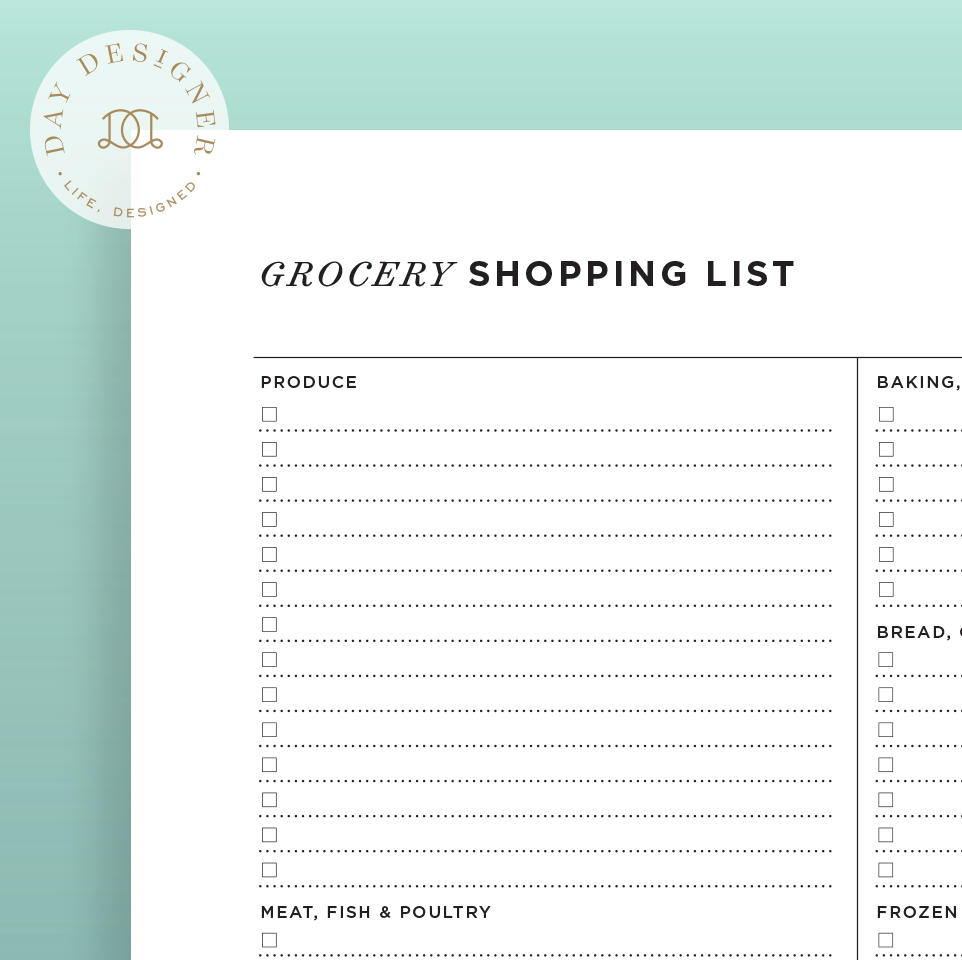 DAY DESIGNER
• LIFE, DESIGNED •
GROCERY SHOPPING LIST
PRODUCE
MEAT, FISH & POULTRY
BAKING,
BREAD,
FROZEN